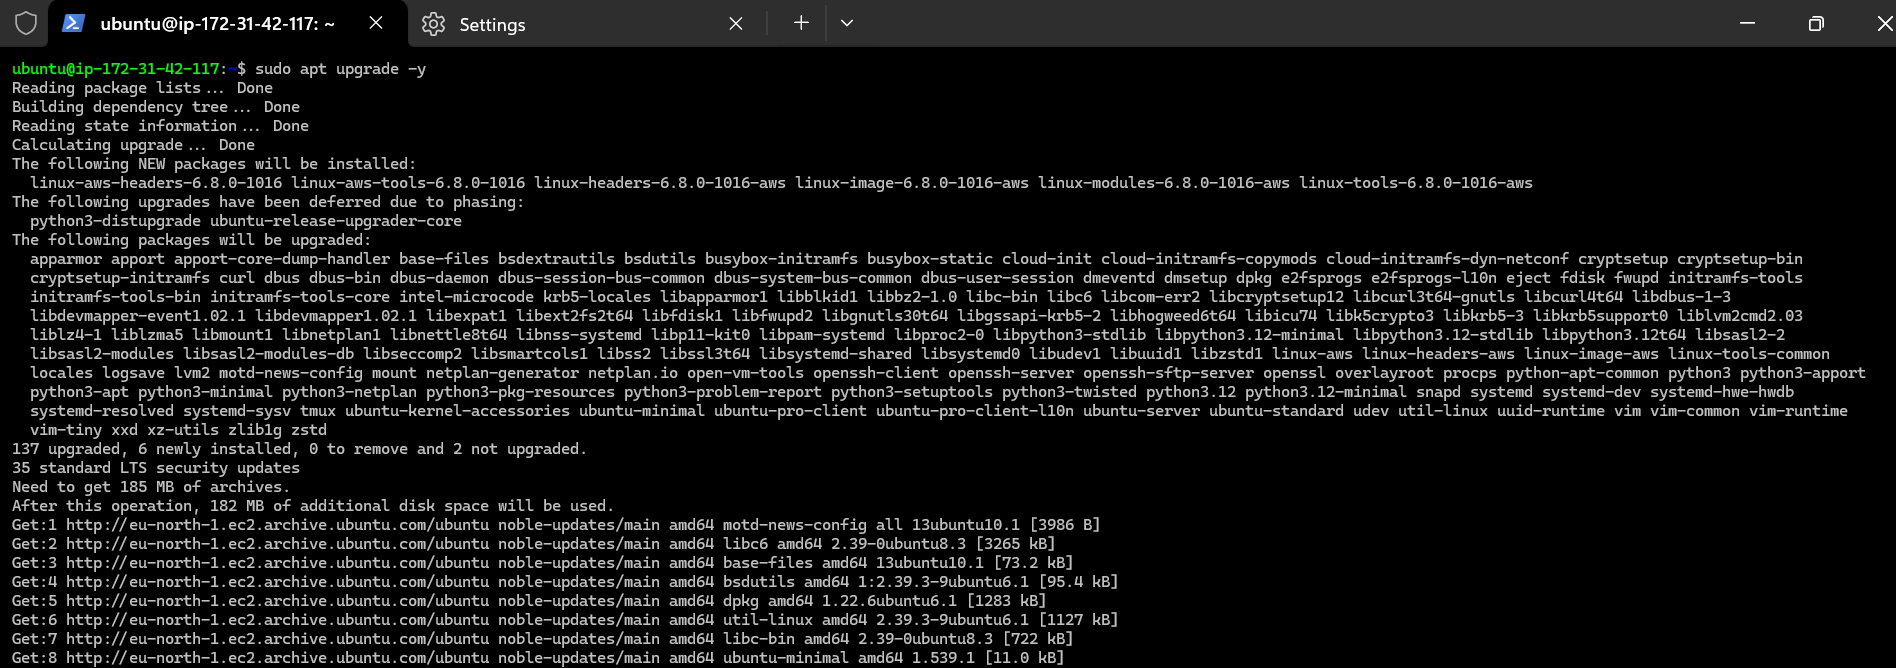 ubuntu@ip-172-31-42-117: ~
Settings
ubuntu@ip-172-31-42-117:~$ sudo apt upgrade -y
Reading package lists... Done
Building dependency tree... Done
Reading state information... Done
Calculating upgrade... Done
The following NEW packages will be installed:
linux-aws-headers-6.8.0-1016 linux-aws-tools-6.8.0-1016 linux-headers-6.8.0-1016-aws linux-image-6.8.0-1016-aws linux-modules-6.8.0-1016-aws linux-tools-6.8.0-1016-aws
The following upgrades have been deferred due to phasing:
python3-distupgrade ubuntu-release-upgrader-core
The following packages will be upgraded:
apparmor apport apport-core-dump-handler base-files bsdextrautils bsdutils busybox-initramfs busybox-static cloud-init cloud-initramfs-copymods cloud-initramfs-dyn-netconf cryptsetup cryptsetup-bin
cryptsetup-initramfs curl dbus dbus-bin dbus-daemon dbus-session-bus-common dbus-system-bus-common dbus-user-session dmeventd dmsetup dpkg e2fsprogs e2fsprogs-l10n eject fdisk fwupd initramfs-tools
initramfs-tools-bin initramfs-tools-core intel-microcode krb5-locales libapparmor1 libblkid1 libbz2-1.0 libc-bin libc6 libcom-err2 libcryptsetup12 libcurl3t64-gnutls libcurl4t64 libdbus-1-3
libdevmapper-event1.02.1 libdevmapper1.02.1 libexpat1 libext2fs2t64 libfdisk1 libfwupd2 libgnutls30t64 libgssapi-krb5-2 libhogweed6t64 libicu74 libk5crypto3 libkrb5-3 libkrb5support0 liblvm2cmd2.03
liblz4-1 liblzma5 libmount1 libnetplan1 libnettle8t64 libnss-systemd libp11-kit0 libpam-systemd libproc2-0 libpython3-stdlib libpython3.12-minimal libpython3.12-stdlib libpython3.12t64 libsasl2-2
libsasl2-modules libsasl2-modules-db libseccomp2 libsmartcols1 libss2 libssl3t64 libsystemd-shared libsystemd0 libudev1 libuuid1 libzstd1 linux-aws linux-headers-aws linux-image-aws linux-tools-common
locales logsave lvm2 motd-news-config mount netplan-generator netplan.io open-vm-tools openssh-client openssh-server openssh-sftp-server openssl overlayroot procps python-apt-common python3 python3-apport
python3-apt python3-minimal python3-netplan python3-pkg-resources python3-problem-report python3-setuptools python3-twisted python3.12 python3.12-minimal snapd systemd systemd-dev systemd-hwe-hwdb
systemd-resolved systemd-sysv tmux ubuntu-kernel-accessories ubuntu-minimal ubuntu-pro-client ubuntu-pro-client-l10n ubuntu-server ubuntu-standard udev util-linux uuid-runtime vim vim-common vim-runtime
vim-tiny xxd xz-utils zlib1g zstd
137 upgraded, 6 newly installed, 0 to remove and 2 not upgraded.
35 standard LTS security updates
Need to get 185 MB of archives.
After this operation, 182 MB of additional disk space will be used.
Get:1 http://eu-north-1.ec2.archive.ubuntu.com/ubuntu noble-updates/main amd64 motd-news-config all 13ubuntu10.1 [3986 B]
Get:2 http://eu-north-1.ec2.archive.ubuntu.com/ubuntu noble-updates/main amd64 libc6 amd64 2.39-0ubuntu8.3 [3265 kB]
Get:3 http://eu-north-1.ec2.archive.ubuntu.com/ubuntu noble-updates/main amd64 base-files amd64 13ubuntu10.1 [73.2 kB]
Get:4 http://eu-north-1.ec2.archive.ubuntu.com/ubuntu noble-updates/main amd64 bsdutils amd64 1:2.39.3-9ubuntu6.1 [95.4 kB]
Get:5 http://eu-north-1.ec2.archive.ubuntu.com/ubuntu noble-updates/main amd64 dpkg amd64 1.22.6ubuntu6.1 [1283 kB]
Get:6 http://eu-north-1.ec2.archive.ubuntu.com/ubuntu noble-updates/main amd64 util-linux amd64 2.39.3-9ubuntu6.1 [1127 kB]
Get:7 http://eu-north-1.ec2.archive.ubuntu.com/ubuntu noble-updates/main amd64 libc-bin amd64 2.39-0ubuntu8.3 [722 kB]
Get:8 http://eu-north-1.ec2.archive.ubuntu.com/ubuntu noble-updates/main amd64 ubuntu-minimal amd64 1.539.1 [11.0 kB]